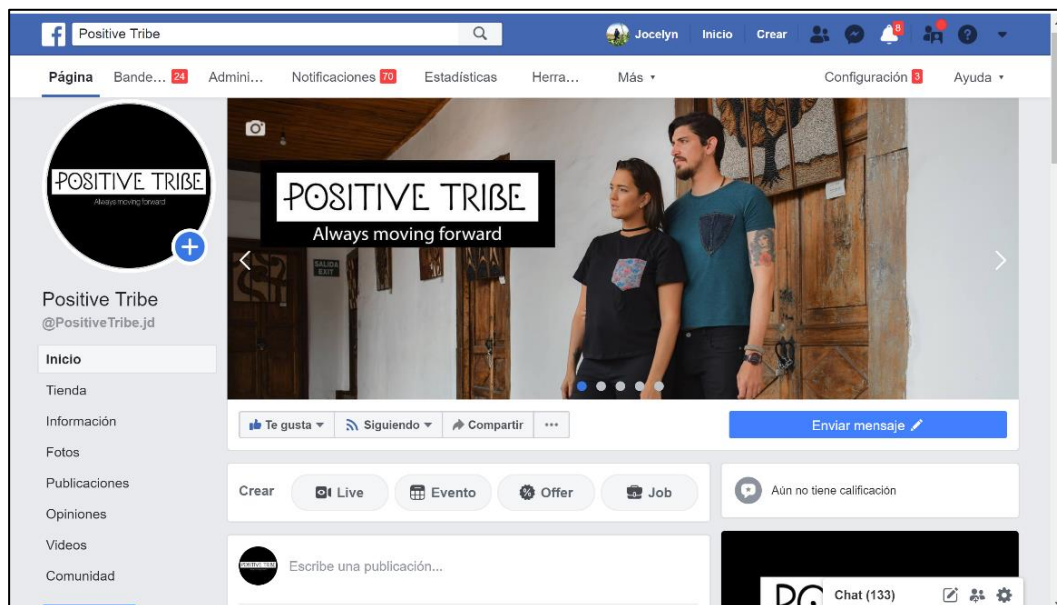 Positive Tribe
Jocelyn Inicio Crear 8
Página Bande... 24 Admini... Notificaciones 70 Estadísticas Herra... Más Configuración 3 Ayuda
POSITIVE TRIBE
Always moving forward
POSITIVE TRIBE
Always moving forward
SALIDA
EXIT
Positive Tribe
@PositiveTribe.jd
Inicio
Tienda
Información
Fotos
Publicaciones
Opiniones
Videos
Comunidad
Te gusta Siguiendo Compartir ...
Enviar mensaje
Crear Live Evento Offer Job
Aún no tiene calificación
POSITIVE TRIBE
Escribe una publicación...
Chat (133)